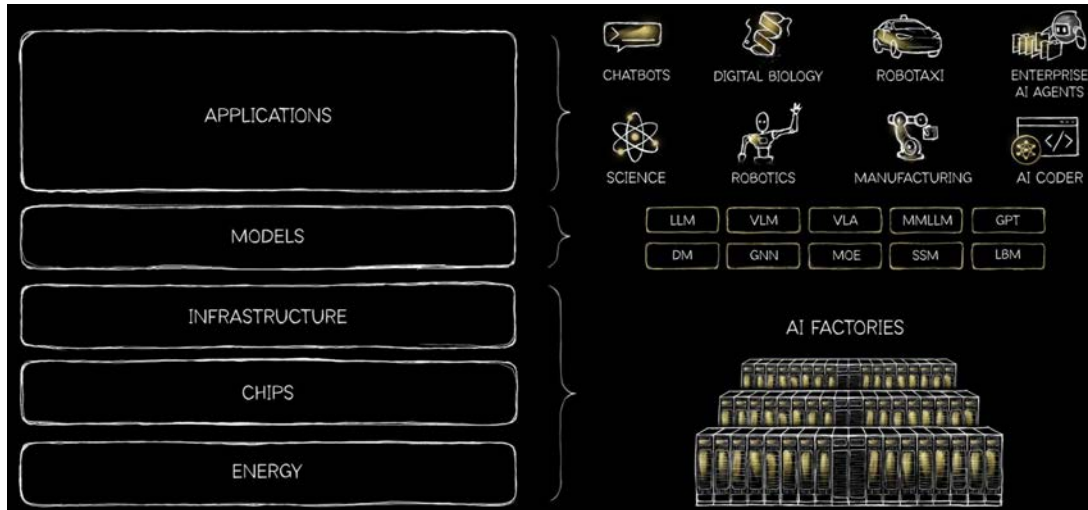 APPLICATIONS
CHATBOTS
DIGITAL BIOLOGY
ROBOTAXI
ENTERPRISE
AI AGENTS
SCIENCE
ROBOTICS
MANUFACTURING
AI CODER
MODELS
LLM
VLM
VLA
MMLLM
GPT
DM
GNN
MOE
SSM
LBM
INFRASTRUCTURE
CHIPS
ENERGY
AI FACTORIES